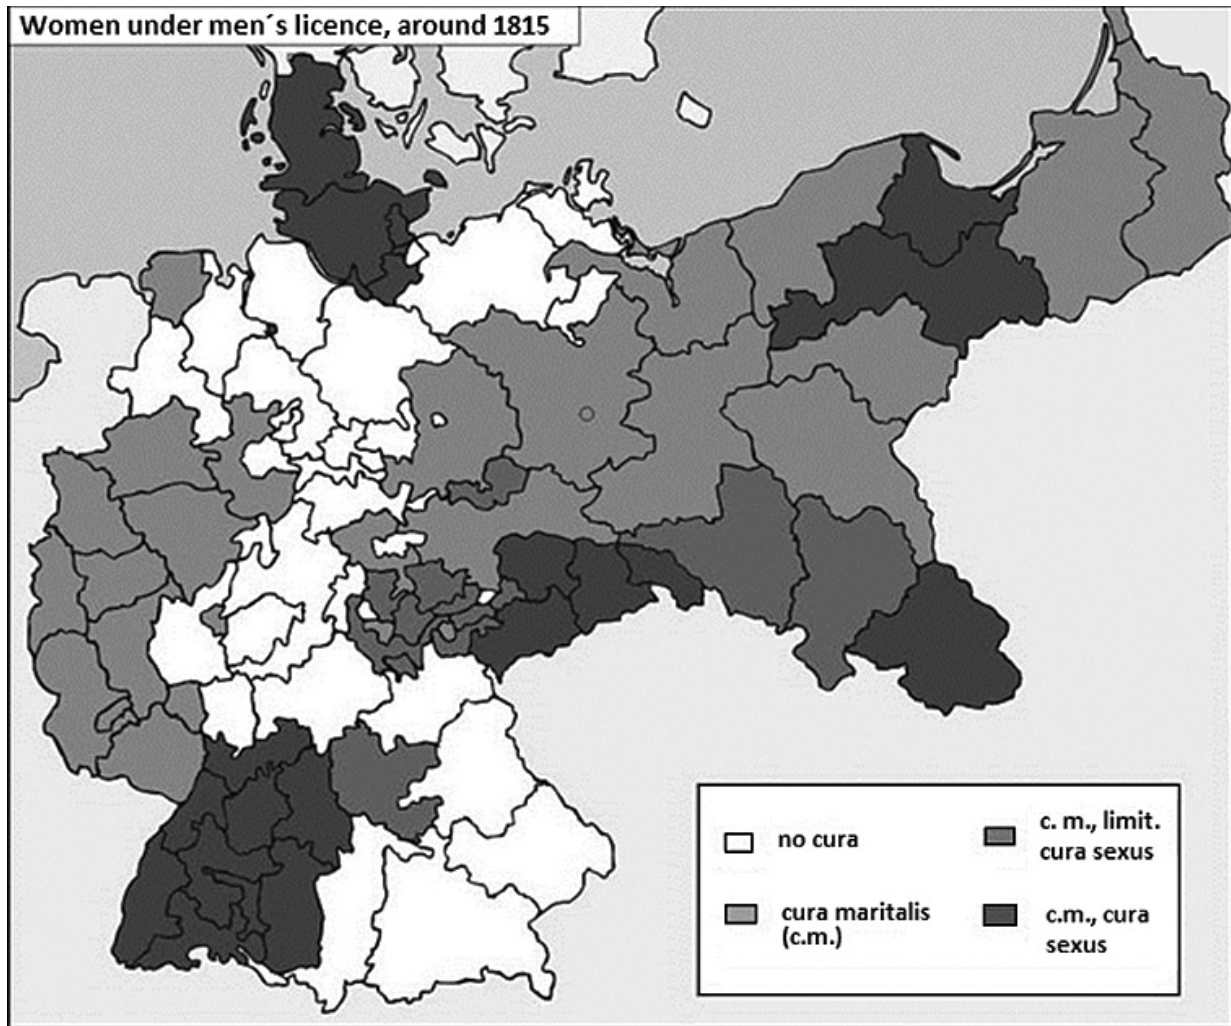 Women under men´s licence, around 1815
no cura
c. m., limit.
cura sexus
cura maritalis
(c.m.)
c.m., cura
sexus